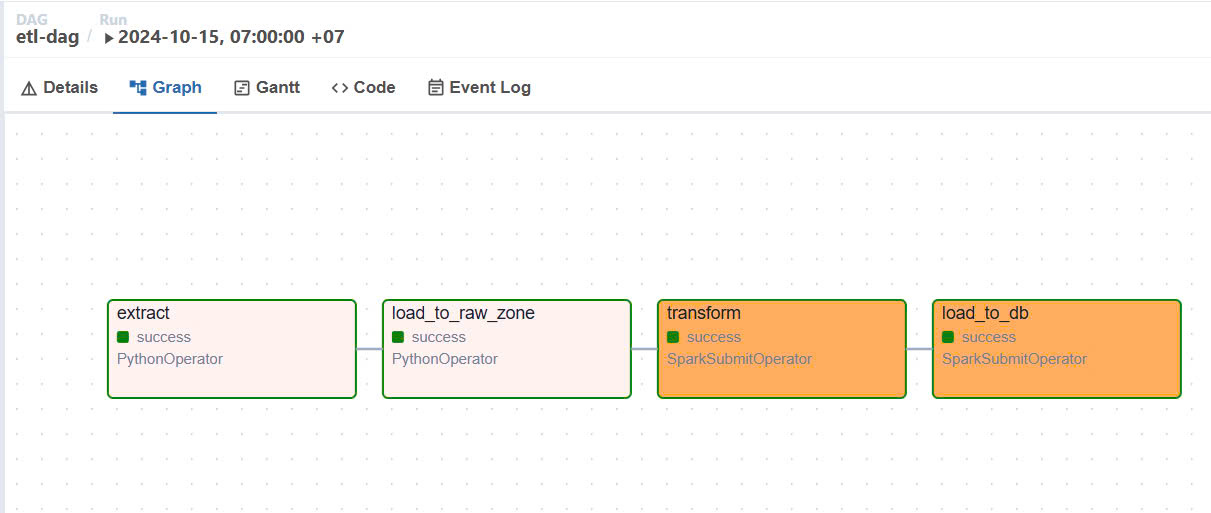 DAG Run
etl-dag / 2024-10-15, 07:00:00 +07
Details Graph Gantt Code Event Log
extract
success
PythonOperator
load_to_raw_zone
success
PythonOperator
transform
success
SparkSubmitOperator
load_to_db
success
SparkSubmitOperator